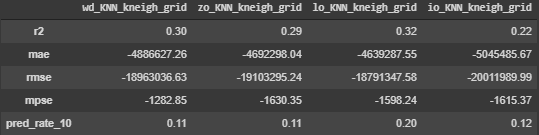 wd_KNN_kneigh_grid zo_KNN_kneigh_grid lo_KNN_kneigh_grid io_KNN_kneigh_grid
r2 0.30 0.29 0.32 0.22
mae -4886627.26 -4692298.04 -4639287.55 -5045485.67
rmse -18963036.63 -19103295.24 -18791347.58 -20011989.99
mpse -1282.85 -1630.35 -1598.24 -1615.37
pred_rate_10 0.11 0.11 0.20 0.12